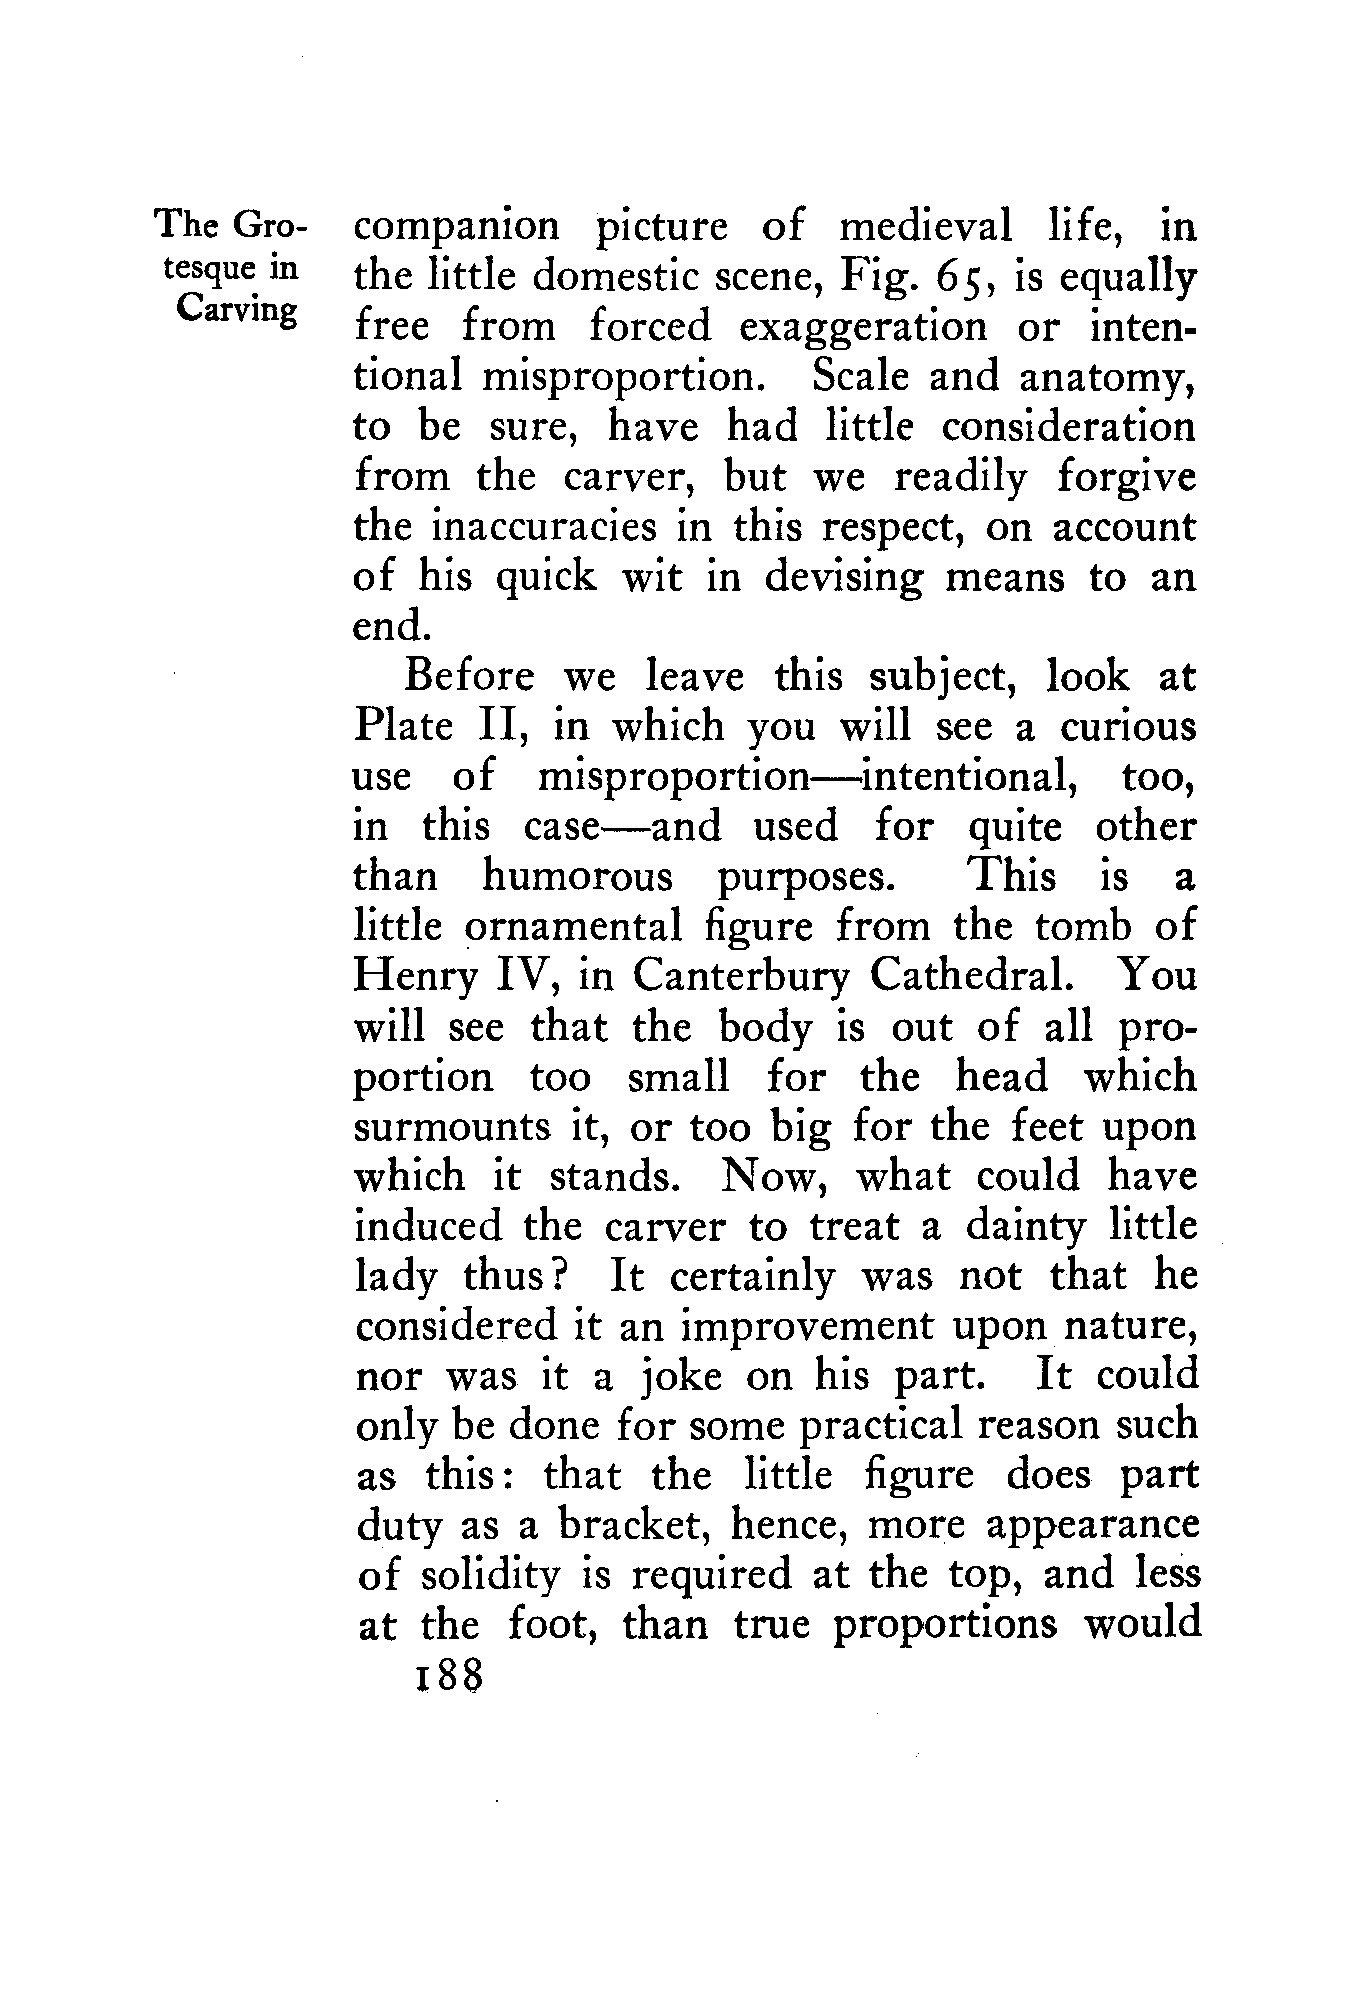 The Gro-
tesque in
Carving
companion picture of medieval life, in
the little domestic scene, Fig. 65, is equally
free from forced exaggeration or inten-
tional misproportion. Scale and anatomy,
to be sure, have had little consideration
from the carver, but we readily forgive
the inaccuracies in this respect, on account
of his quick wit in devising means to an
end.
Before we leave this subject, look at
Plate II, in which you will see a curious
use of misproportion—intentional, too,
in this case—and used for quite other
than humorous purposes. This is a
little ornamental figure from the tomb of
Henry IV, in Canterbury Cathedral. You
will see that the body is out of all pro-
portion too small for the head which
surmounts it, or too big for the feet upon
which it stands. Now, what could have
induced the carver to treat a dainty little
lady thus? It certainly was not that he
considered it an improvement upon nature,
nor was it a joke on his part. It could
only be done for some practical reason such
as this: that the little figure does part
duty as a bracket, hence, more appearance
of solidity is required at the top, and less
at the foot, than true proportions would
188